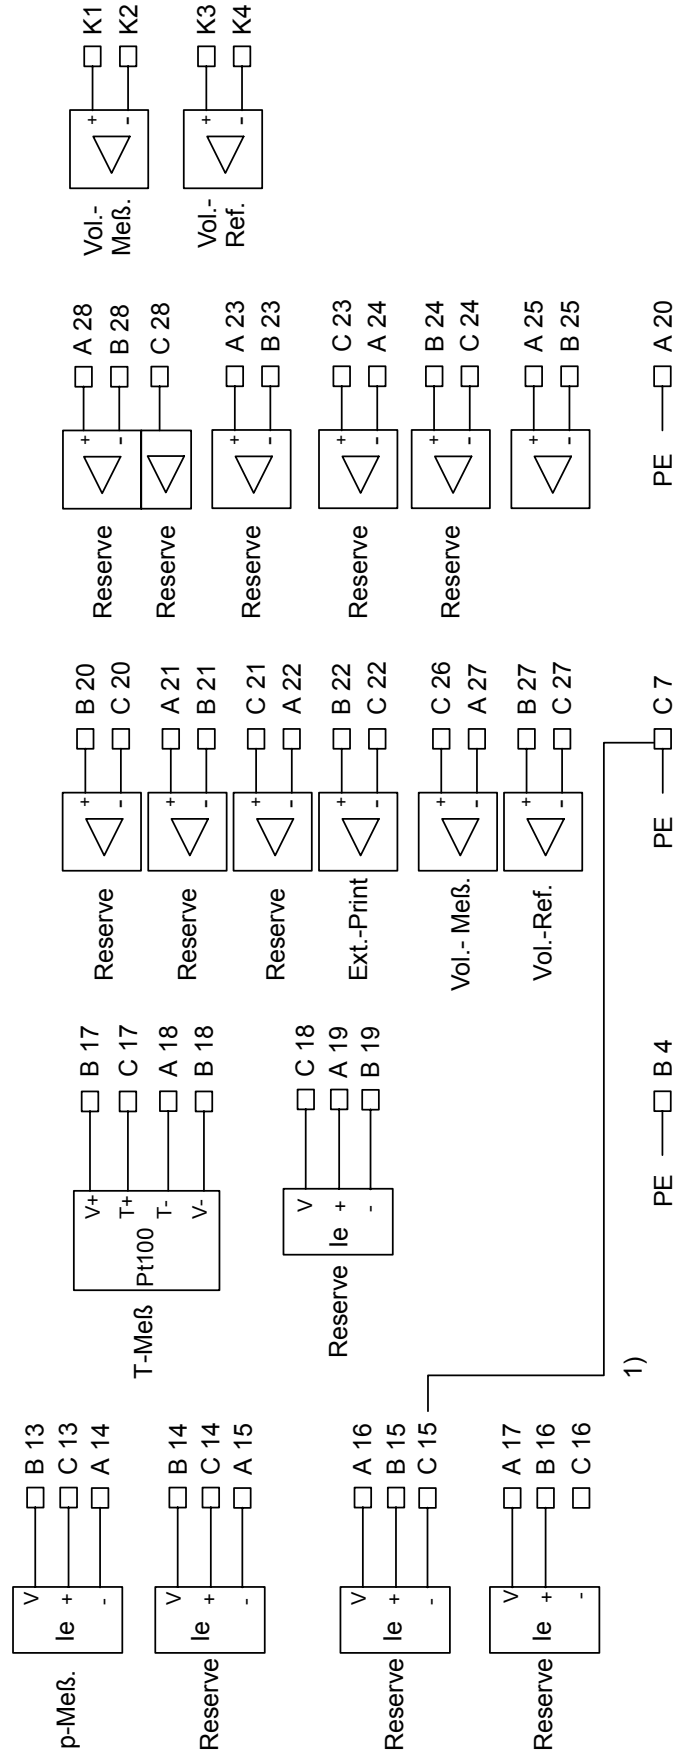 p-Meß.
Ie
V
+
-
B 13
C 13
A 14
Reserve
Ie
V
+
-
B 14
C 14
A 15
Reserve
Ie
V
+
-
A 16
B 15
C 15
Reserve
Ie
V
+
-
A 17
B 16
C 16
1)
T-Meß
Pt100
V+
T+
T-
V-
B 17
C 17
A 18
B 18
Reserve
Ie
V
+
-
C 18
A 19
B 19
PE
B 4
Reserve
+
-
B 20
C 20
Reserve
+
-
A 21
B 21
Reserve
+
-
C 21
A 22
Ext.-Print
+
-
B 22
C 22
Vol.- Meß.
+
-
C 26
A 27
Vol.-Ref.
+
-
B 27
C 27
PE
C 7
Reserve
+
-
A 28
B 28
Reserve
C 28
Reserve
+
-
A 23
B 23
Reserve
+
-
C 23
A 24
Reserve
+
-
B 24
C 24
+
-
A 25
B 25
PE
A 20
Vol.-
Meß.
+
-
K1
K2
Vol.-
Ref.
+
-
K3
K4